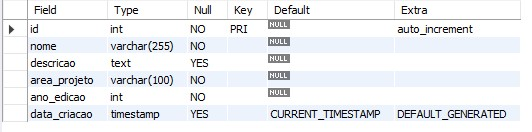 Field Type Null Key Default Extra
id int NO PRI NULL auto_increment
nome varchar(255) NO NULL
descricao text YES NULL
area_projeto varchar(100) NO NULL
ano_edicao int NO NULL
data_criacao timestamp YES CURRENT_TIMESTAMP DEFAULT_GENERATED